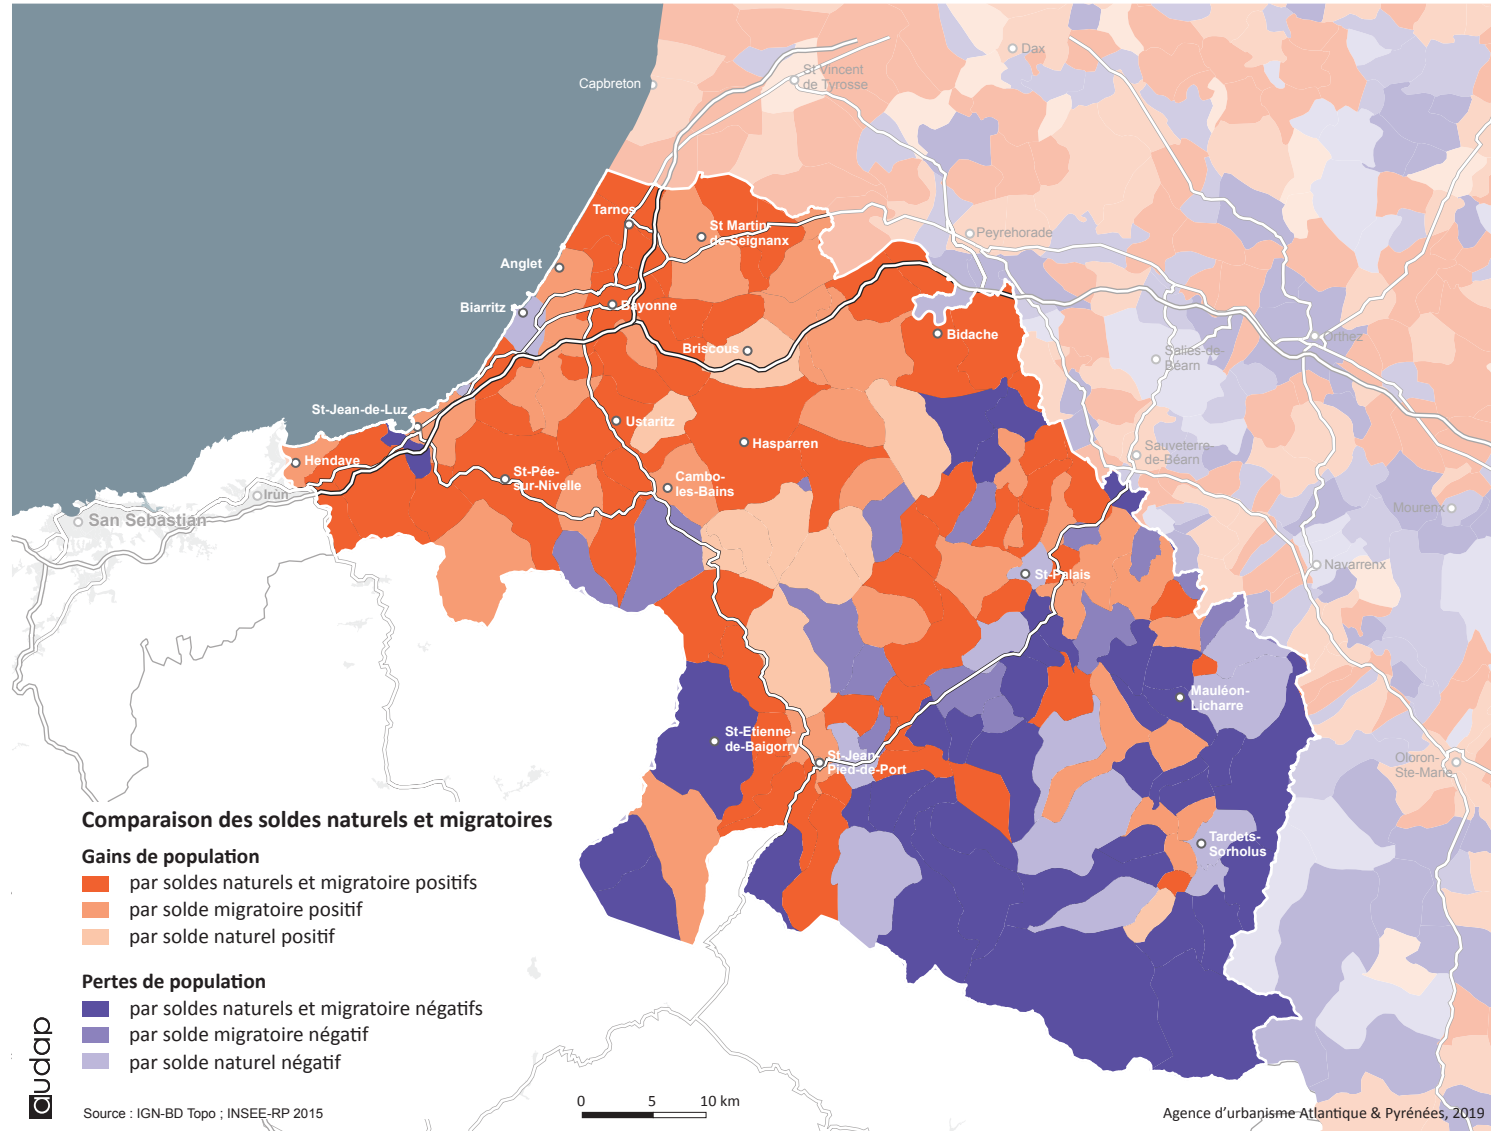 Dax
St Vincent
de Tyrosse
Capbreton
Tarnos
St Martin
de-Seignanx
Peyrehorade
Anglet
Biarritz
Bayonne
Bidache
Orthez
Briscous
Salies-de-
Béarn
St-Jean-de-Luz
Ustaritz
Hasparren
Sauveterre-
de-Béarn
Hendaye
St-Pée-
sur-Nivelle
Cambo-
les-Bains
Irun
San Sebastian
Mourenx
St-Palais
Navarrenx
Mauléon-
Licharre
St-Etienne-
de-Baigorry
St-Jean-
Pied-de-Port
Oloron-
Ste-Marie
Tardets-
Sorholus
Comparaison des soldes naturels et migratoires
Gains de population
par soldes naturels et migratoire positifs
par solde migratoire positif
par solde naturel positif
Pertes de population
par soldes naturels et migratoire négatifs
par solde migratoire négatif
par solde naturel négatif
audap
Source : IGN-BD Topo ; INSEE-RP 2015
0 5 10 km
Agence d'urbanisme Atlantique & Pyrénées, 2019